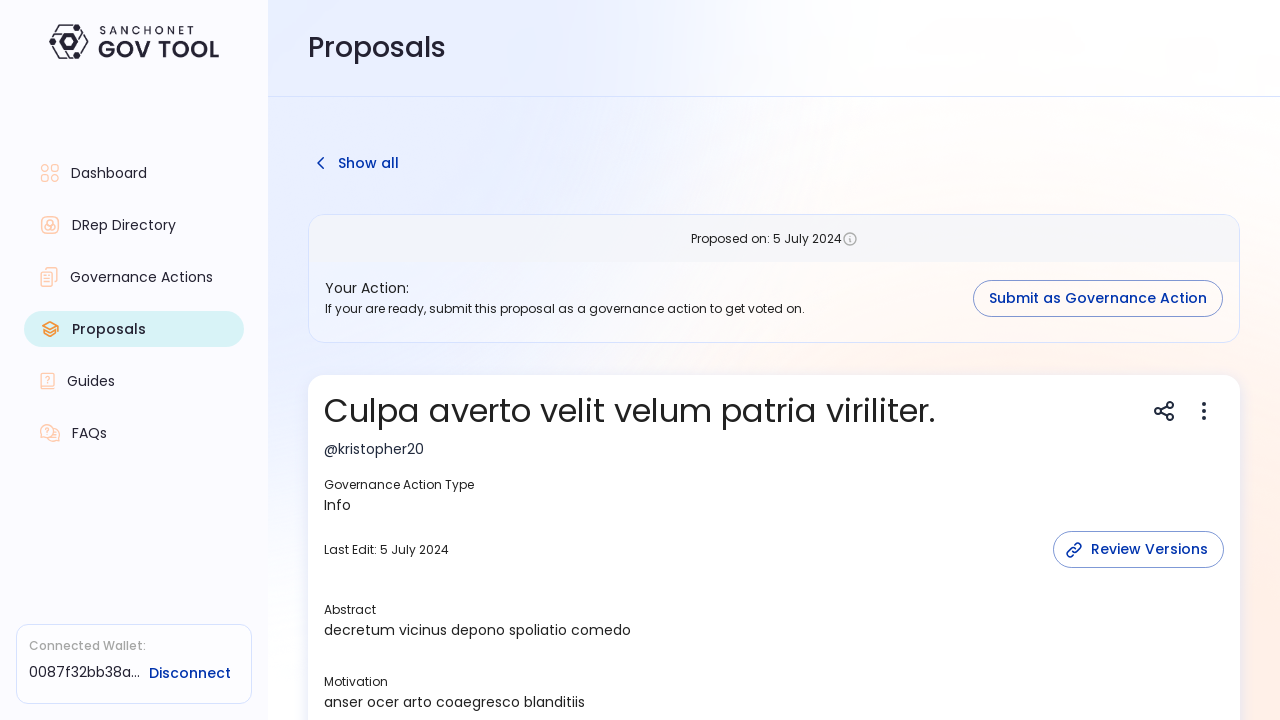 SANCHONET
GOV TOOL
Proposals
Dashboard
DRep Directory
Governance Actions
Proposals
Guides
FAQs
Connected Wallet:
0087f32bb38a...
Disconnect
Show all
Proposed on: 5 July 2024
Your Action:
If your are ready, submit this proposal as a governance action to get voted on.
Submit as Governance Action
Culpa averto velit velum patria viriliter.
@kristopher20
Governance Action Type
Info
Last Edit: 5 July 2024
Review Versions
Abstract
decretum vicinus depono spoliatio comedo
Motivation
anser ocer arto coaegresco blanditiis